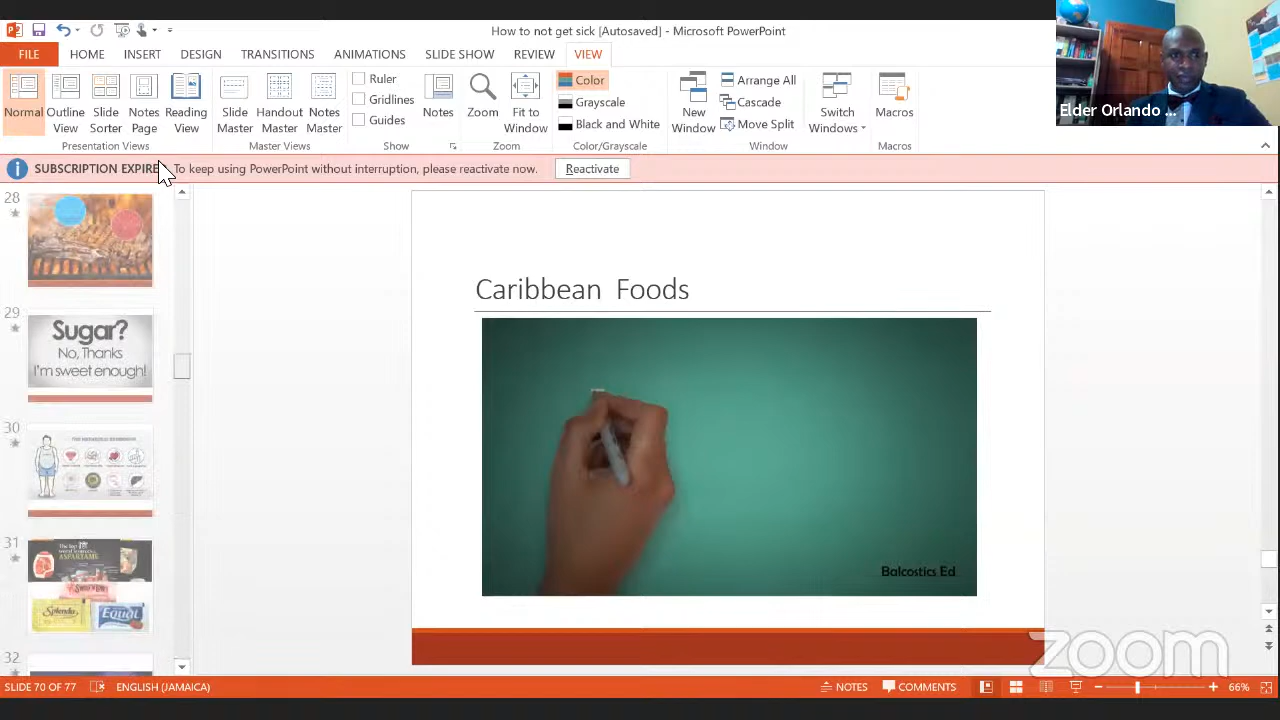 How to not get sick [Autosaved] - Microsoft PowerPoint
FILE HOME INSERT DESIGN TRANSITIONS ANIMATIONS SLIDE SHOW REVIEW VIEW
Elder Orlando ...
Normal
Outline View
Slide Sorter
Notes Page
Reading View
Presentation Views
Slide Master
Handout Master
Notes Master
Master Views
Ruler
Gridlines
Guides
Show
Notes
Zoom
Fit to Window
Zoom
Color
Grayscale
Black and White
Color/Grayscale
New Window
Arrange All
Cascade
Move Split
Switch Windows
Window
Macros
Macros
SUBSCRIPTION EXPIRE To keep using PowerPoint without interruption, please reactivate now. Reactivate
28
29
Sugar?
No, Thanks
I'm sweet enough!
30
31
ASPARTAME
Splenda
Equal
32
Caribbean Foods
Balcostics Ed
zoom
SLIDE 70 OF 77 ENGLISH (JAMAICA) NOTES COMMENTS 66%